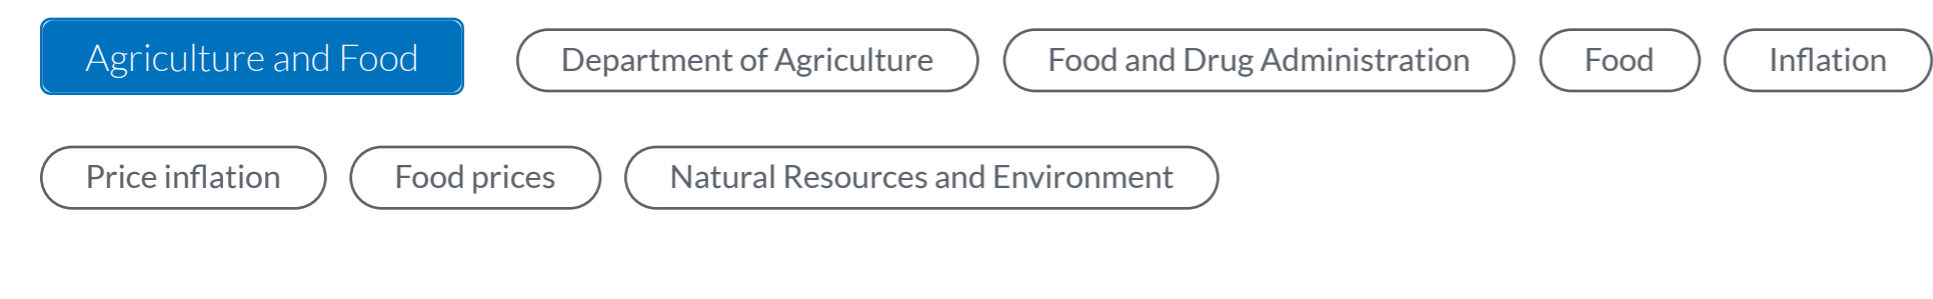 Agriculture and Food Department of Agriculture Food and Drug Administration Food Inflation
Price inflation Food prices Natural Resources and Environment